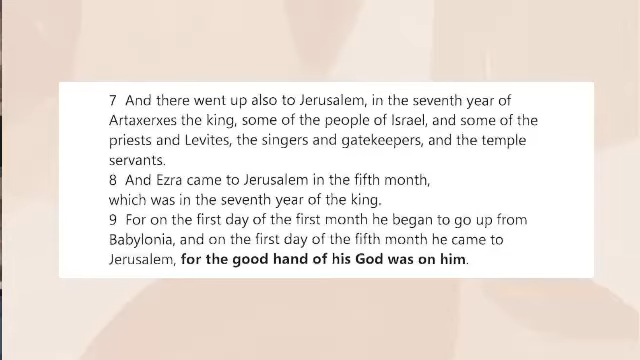 7 And there went up also to Jerusalem, in the seventh year of
Artaxerxes the king, some of the people of Israel, and some of the
priests and Levites, the singers and gatekeepers, and the temple
servants.
8 And Ezra came to Jerusalem in the fifth month,
which was in the seventh year of the king.
9 For on the first day of the first month he began to go up from
Babylonia, and on the first day of the fifth month he came to
Jerusalem, for the good hand of his God was on him.